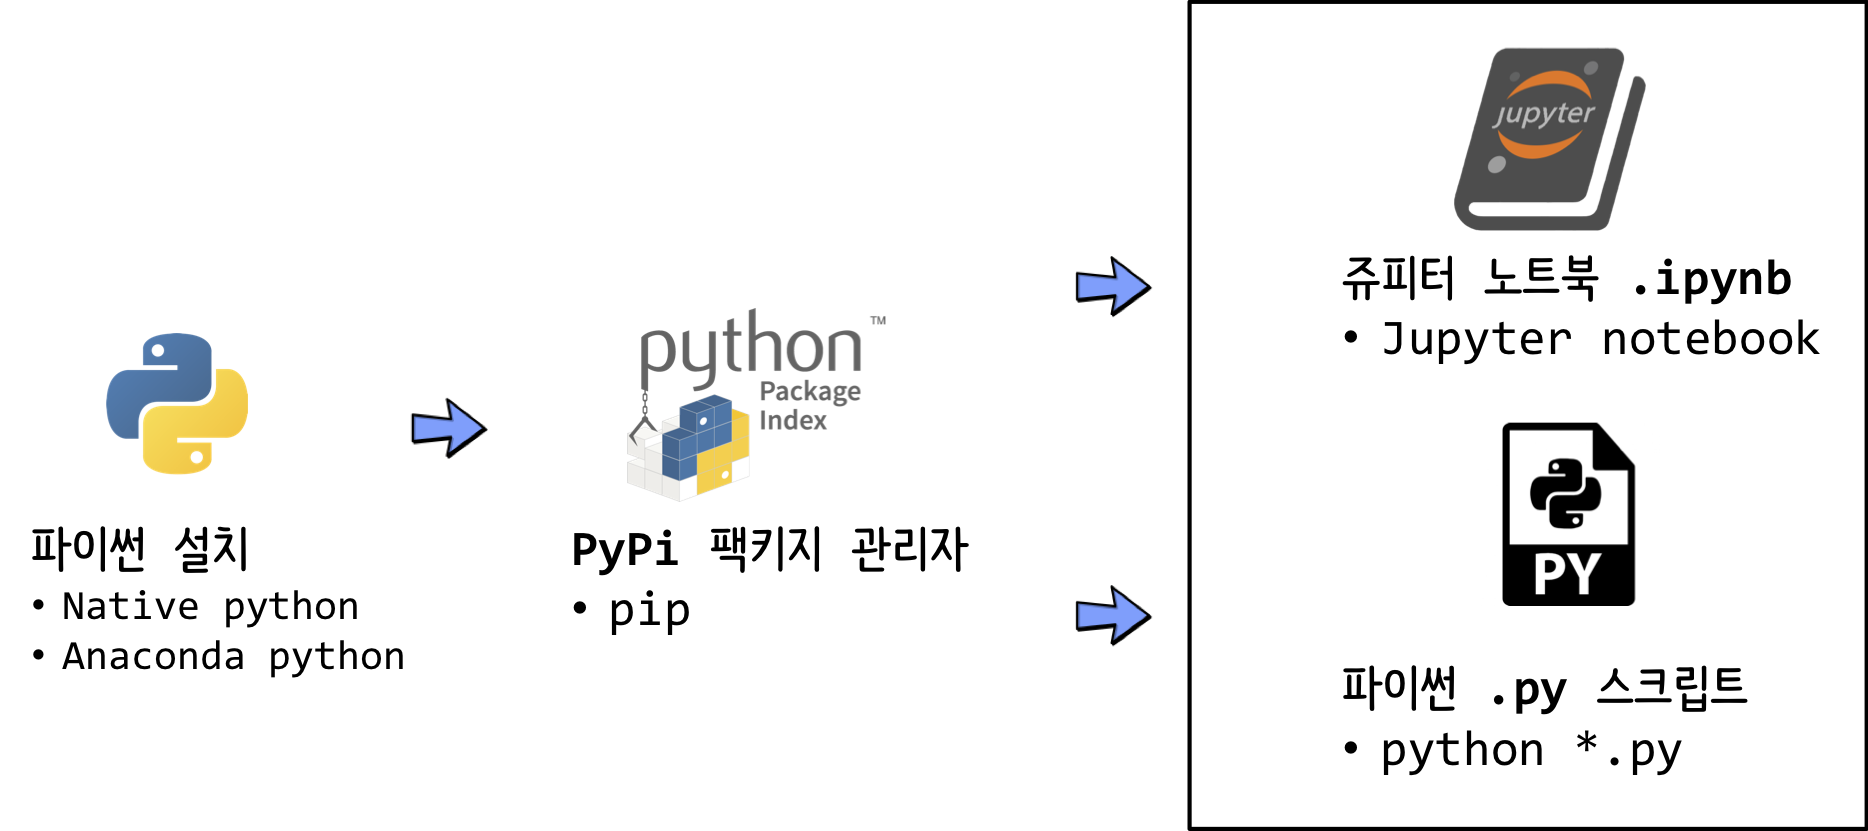 파이썬 설치
• Native python
• Anaconda python
python™
Package
Index
PyPi 팩키지 관리자
• pip
jupyter
쥬피터 노트북 .ipynb
• Jupyter notebook
PY
파이썬 .py 스크립트
• python *.py